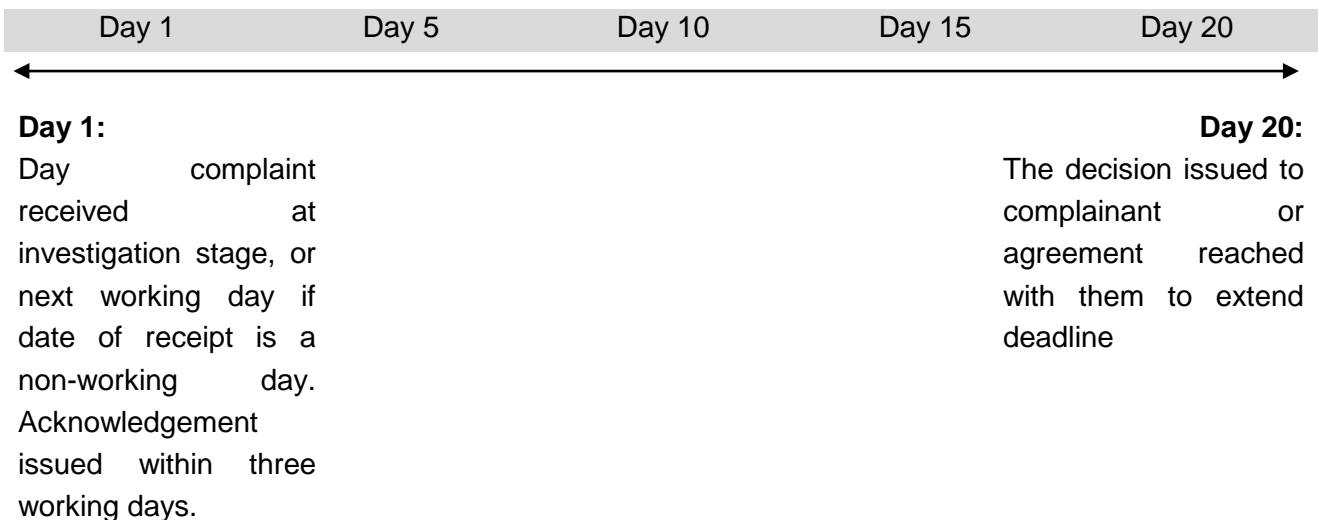 Day 1 Day 5 Day 10 Day 15 Day 20
Day 1:
Day complaint
received at
investigation stage, or
next working day if
date of receipt is a
non-working day.
Acknowledgement
issued within three
working days.
Day 20:
The decision issued to
complainant or
agreement reached
with them to extend
deadline